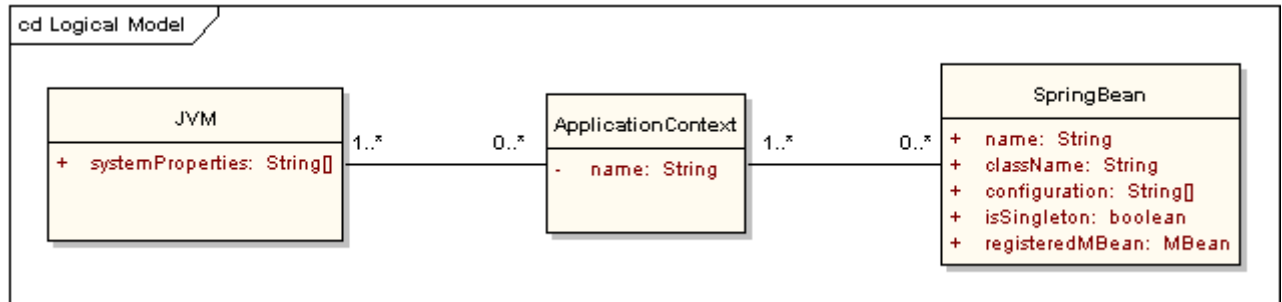 cd Logical Model
JVM
+ systemProperties: String[]
1..*
0..*
ApplicationContext
- name: String
1..*
0..*
SpringBean
+ name: String
+ className: String
+ configuration: String[]
+ isSingleton: boolean
+ registeredMBean: MBean